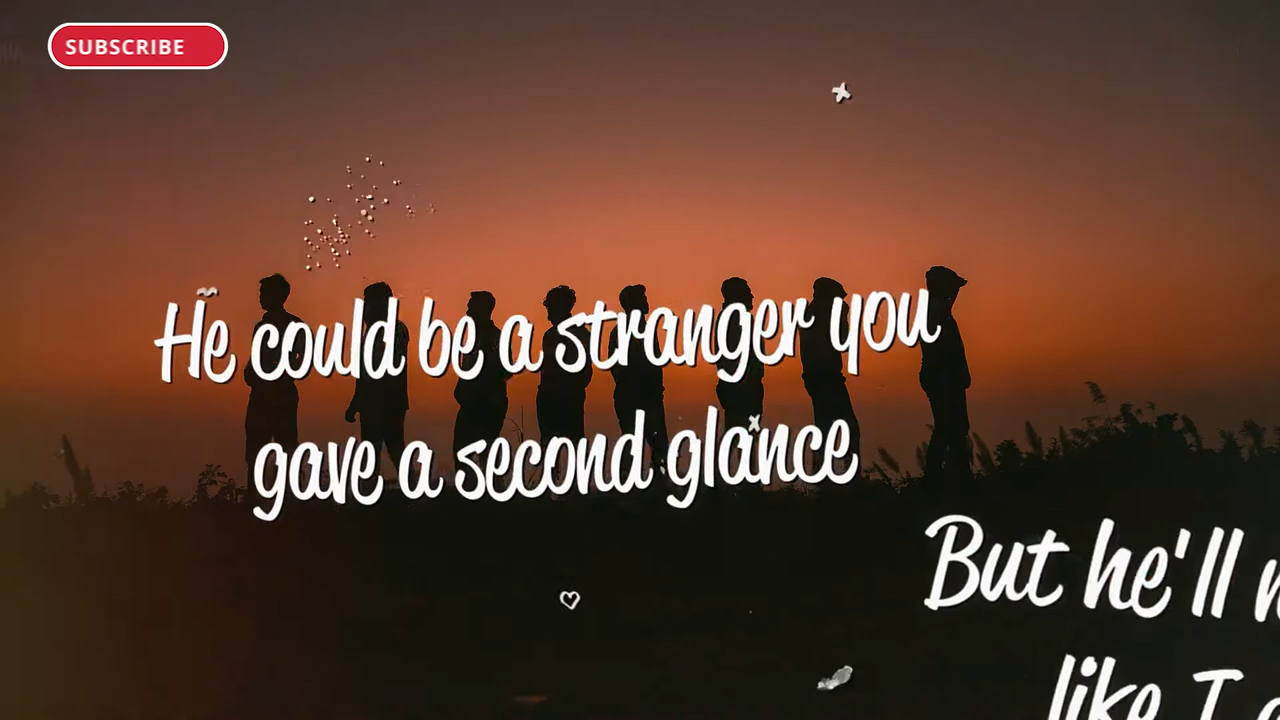 SUBSCRIBE
He could be a stranger you
gave a second glance
But he'll
like I